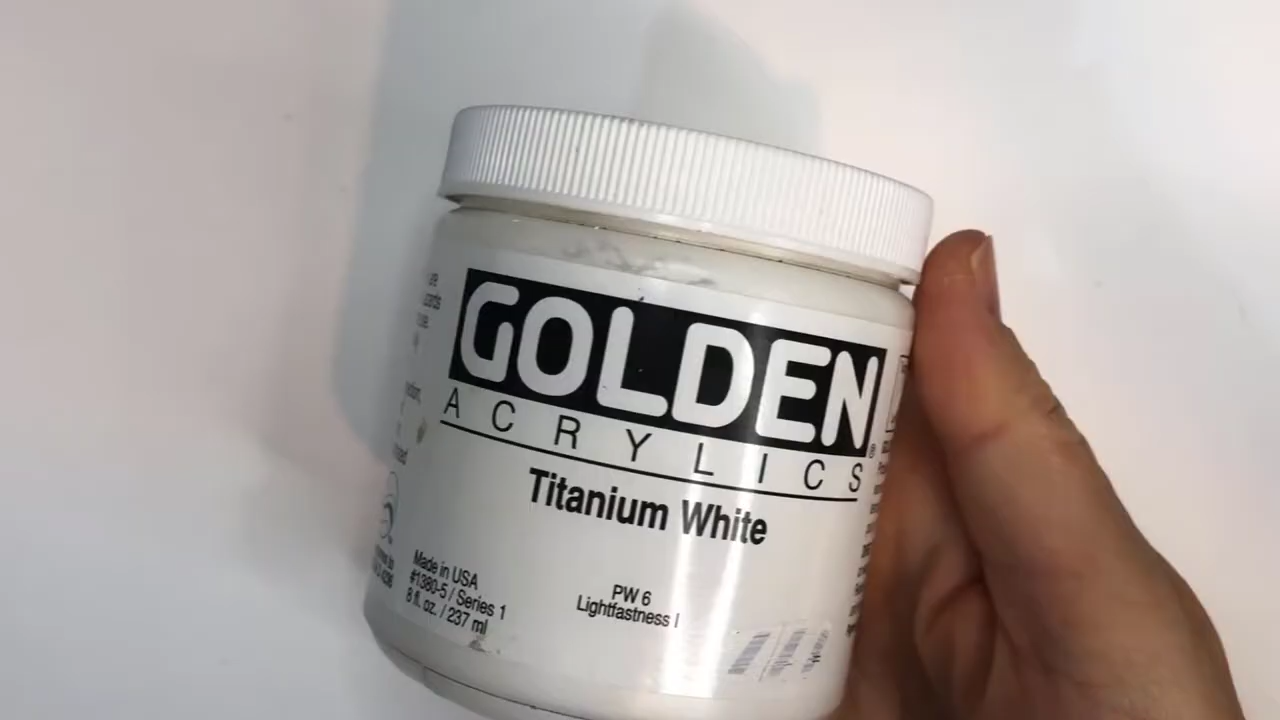 GOLDEN
ACRYLICS®
Titanium White
Made in USA
#1380-5 / Series 1
8 fl. oz. / 237 ml
PW 6
Lightfastness I